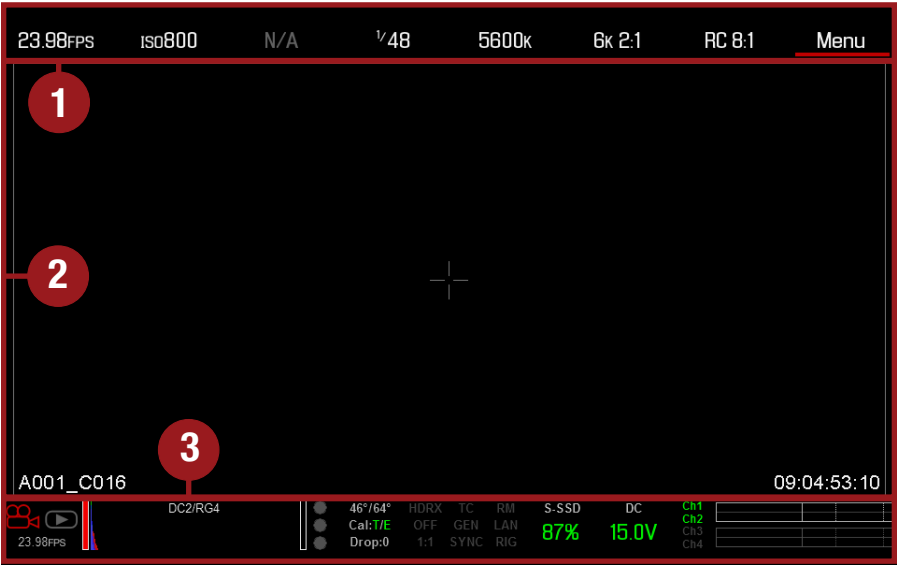 23.98FPS ISO800 N/A 1/48 5600K 6K 2:1 RC 8:1 Menu
1
2
3
A001_C016 09:04:53:10
DC2/RG4 46°/64° HDRX TC RM S-SSD DC Ch1
Cal:T/E OFF GEN LAN 87% 15.0V Ch2
23.98FPS Drop:0 1:1 SYNC RIG Ch3
Ch4